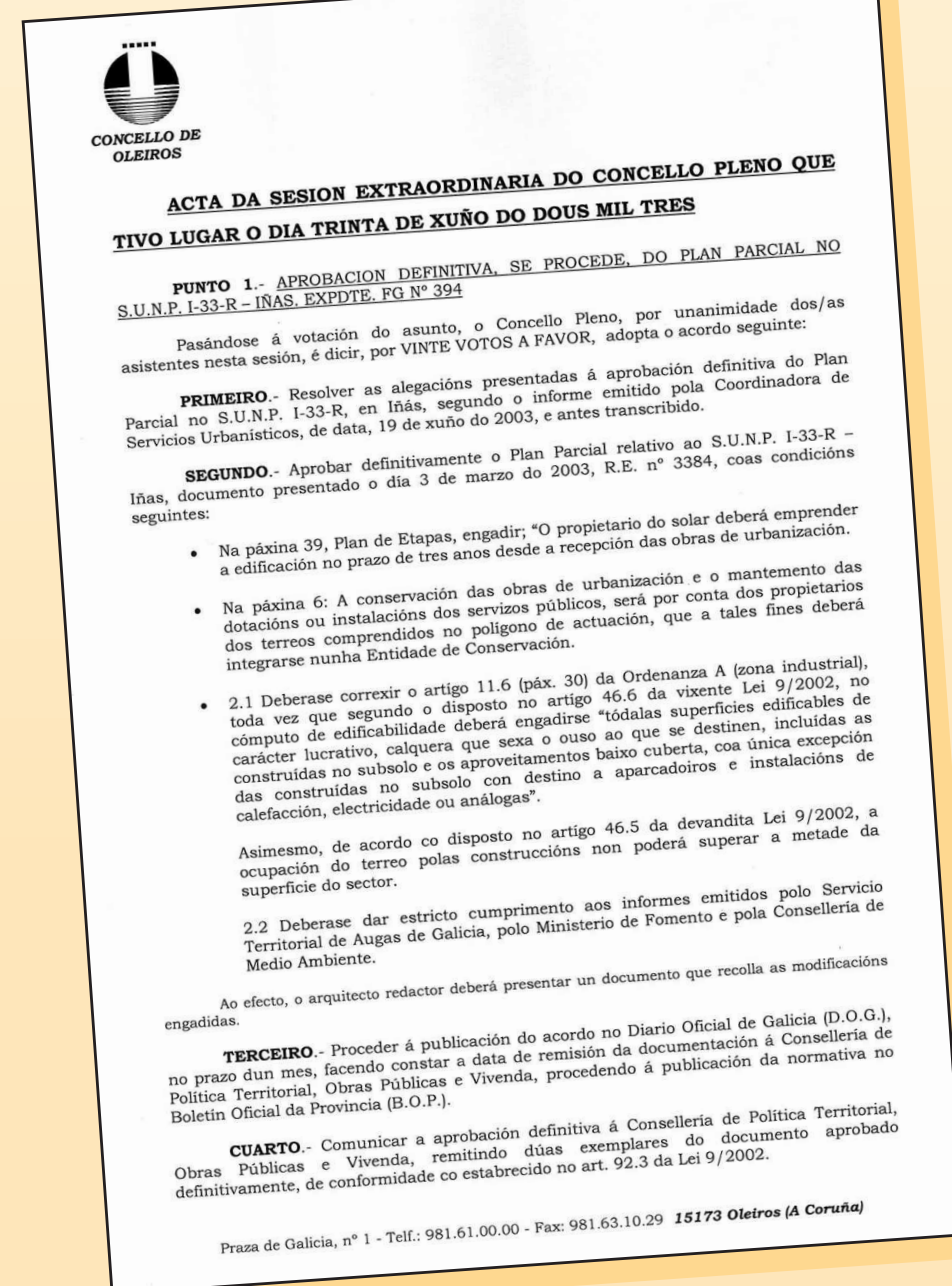 CONCELLO DE
OLEIROS
ACTA DA SESION EXTRAORDINARIA DO CONCELLO PLENO QUE
TIVO LUGAR O DIA TRINTA DE XUÑO DO DOUS MIL TRES
PUNTO 1.- APROBACION DEFINITIVA, SE PROCEDE, DO PLAN PARCIAL NO
S.U.N.P. I-33-R – IÑAS. EXPDTE. FG Nº 394
Pasándose á votación do asunto, o Concello Pleno, por unanimidade dos/as
asistentes nesta sesión, é dicir, por VINTE VOTOS A FAVOR, adopta o acordo seguinte:
PRIMEIRO.- Resolver as alegacións presentadas á aprobación definitiva do Plan
Parcial no S.U.N.P. I-33-R, en Iñás, segundo o informe emitido pola Coordinadora de
Servicios Urbanísticos, de data, 19 de xuño do 2003, e antes transcribido.
SEGUNDO.- Aprobar definitivamente o Plan Parcial relativo ao S.U.N.P. I-33-R –
Iñas, documento presentado o día 3 de marzo do 2003, R.E. nº 3384, coas condicións
seguintes:
• Na páxina 39, Plan de Etapas, engadir; “O propietario do solar deberá emprender
a edificación no prazo de tres anos desde a recepción das obras de urbanización.
• Na páxina 6: A conservación das obras de urbanización e o mantemento das
dotacións ou instalacións dos servizos públicos, será por conta dos propietarios
dos terreos comprendidos no polígono de actuación, que a tales fines deberá
integrarse nunha Entidade de Conservación.
• 2.1 Deberase correxir o artígo 11.6 (páx. 30) da Ordenanza A (zona industrial),
toda vez que segundo o disposto no artígo 46.6 da vixente Lei 9/2002, no
cómputo de edificabilidade deberá engadirse “tódalas superficies edificables de
carácter lucrativo, calquera que sexa o ouso ao que se destinen, incluídas as
construídas no subsolo e os aproveitamentos baixo cuberta, coa única excepción
das construídas no subsolo con destino a aparcadoiros e instalacións de
calefacción, electricidade ou análogas”.
Asimesmo, de acordo co disposto no artígo 46.5 da devandita Lei 9/2002, a
ocupación do terreo polas construccións non poderá superar a metade da
superficie do sector.
2.2 Deberase dar estricto cumprimento aos informes emitidos polo Servicio
Territorial de Augas de Galicia, polo Ministerio de Fomento e pola Consellería de
Medio Ambiente.
Ao efecto, o arquitecto redactor deberá presentar un documento que recolla as modificacións
engadidas.
TERCEIRO.- Proceder á publicación do acordo no Diario Oficial de Galicia (D.O.G.),
no prazo dun mes, facendo constar a data de remisión da documentación á Consellería de
Política Territorial, Obras Públicas e Vivenda, procedendo á publicación da normativa no
Boletín Oficial da Provincia (B.O.P.).
CUARTO.- Comunicar a aprobación definitiva á Consellería de Política Territorial,
Obras Públicas e Vivenda, remitindo dúas exemplares do documento aprobado
definitivamente, de conformidade co estabrecido no art. 92.3 da Lei 9/2002.
Praza de Galicia, nº 1 - Telf.: 981.61.00.00 - Fax: 981.63.10.29 15173 Oleiros (A Coruña)